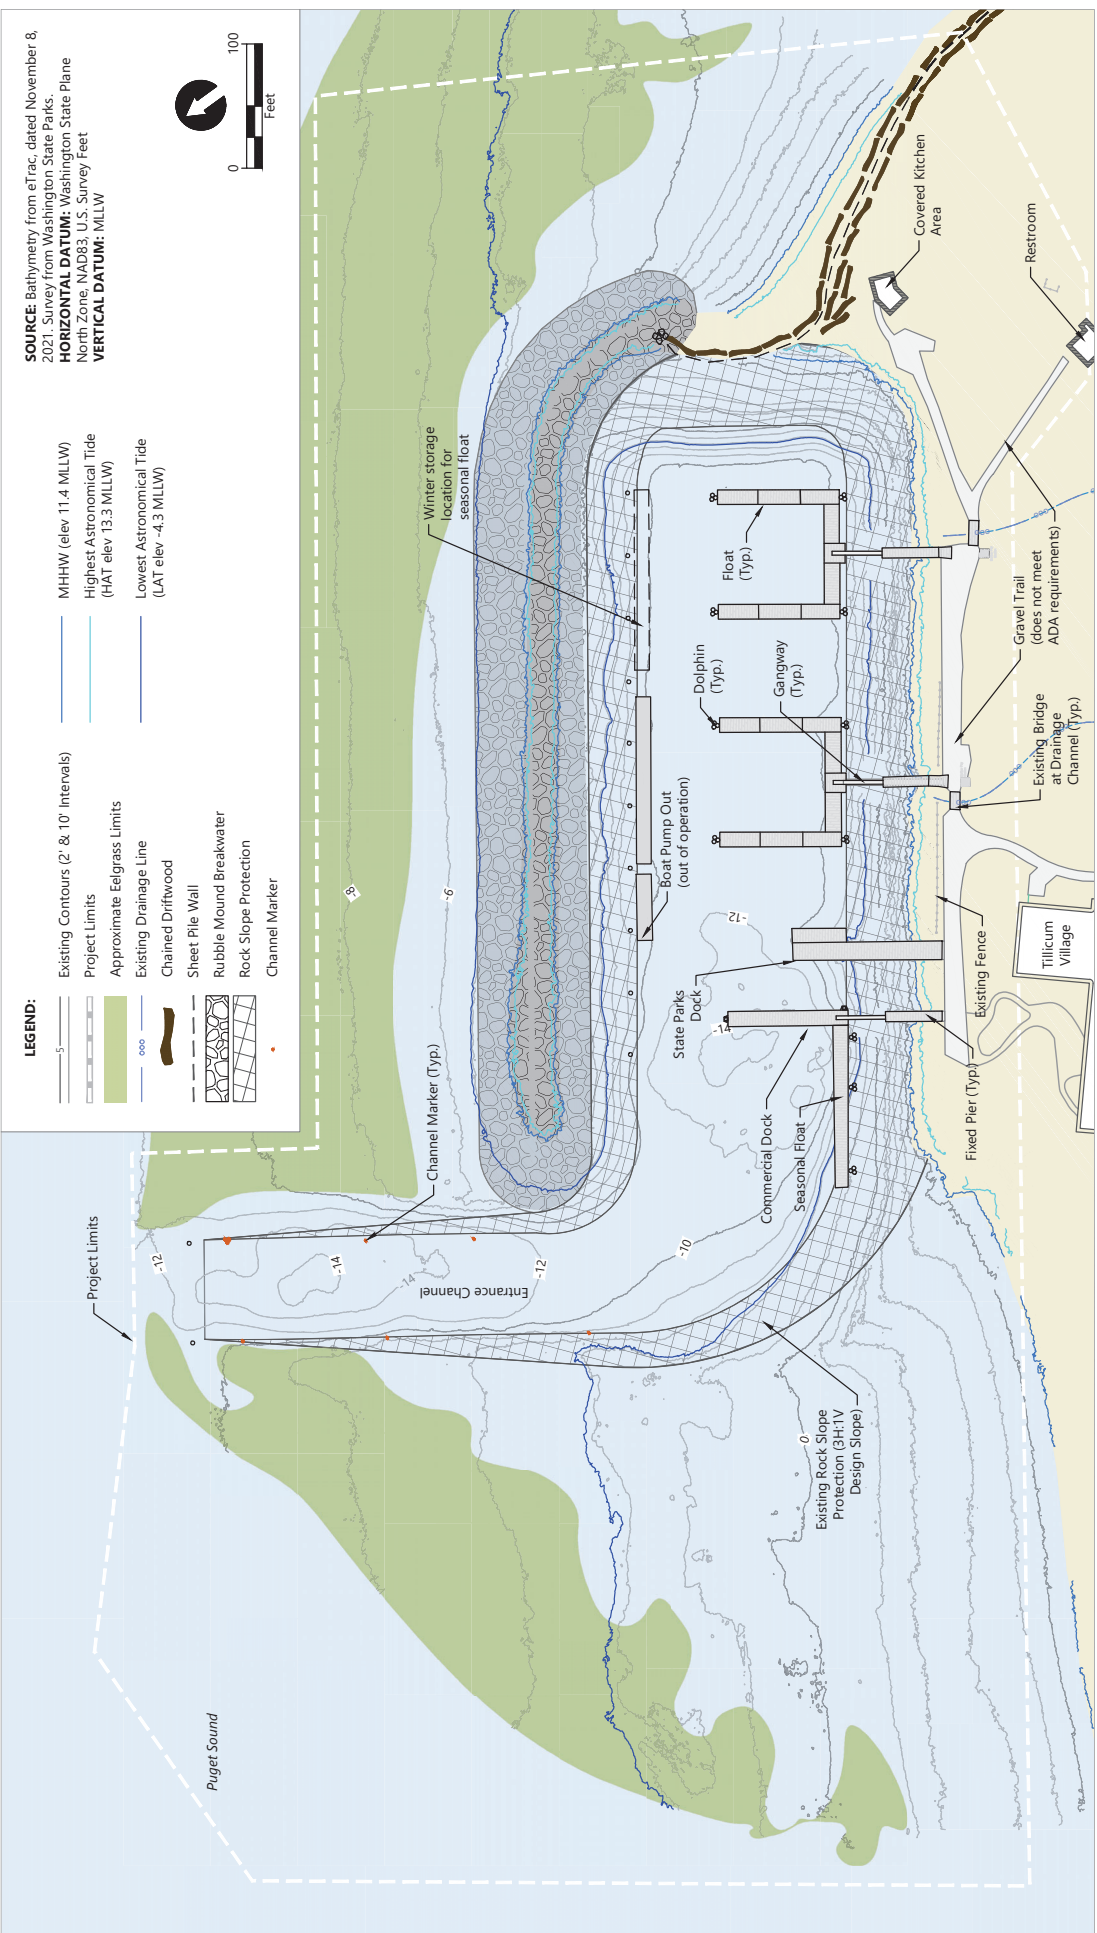 SOURCE: Bathymetry from eTrac, dated November 8,
2021. Survey from Washington State Parks.
HORIZONTAL DATUM: Washington State Plane
North Zone, NAD83, U.S. Survey Feet
VERTICAL DATUM: MLLW
0
100
Feet
LEGEND:
5
Existing Contours (2' & 10' Intervals)
Project Limits
Approximate Eelgrass Limits
Existing Drainage Line
Chained Driftwood
Sheet Pile Wall
Rubble Mound Breakwater
Rock Slope Protection
Channel Marker
MHHW (elev 11.4 MLLW)
Highest Astronomical Tide
(HAT elev 13.3 MLLW)
Lowest Astronomical Tide
(LAT elev -4.3 MLLW)
Project Limits
Puget Sound
-12
-14
-14
-12
-10
Entrance Channel
Channel Marker (Typ.)
-8
-6
Winter storage
location for
seasonal float
Boat Pump Out
(out of operation)
-12
-14
State Parks
Dock
Commercial Dock
Seasonal Float
Dolphin
(Typ.)
Gangway
(Typ.)
Float
(Typ.)
0
Existing Rock Slope
Protection (3H:1V
Design Slope)
Fixed Pier (Typ.)
Existing Fence
Tillicum
Village
Existing Bridge
at Drainage
Channel (Typ.)
Gravel Trail
(does not meet
ADA requirements)
Covered Kitchen
Area
Restroom